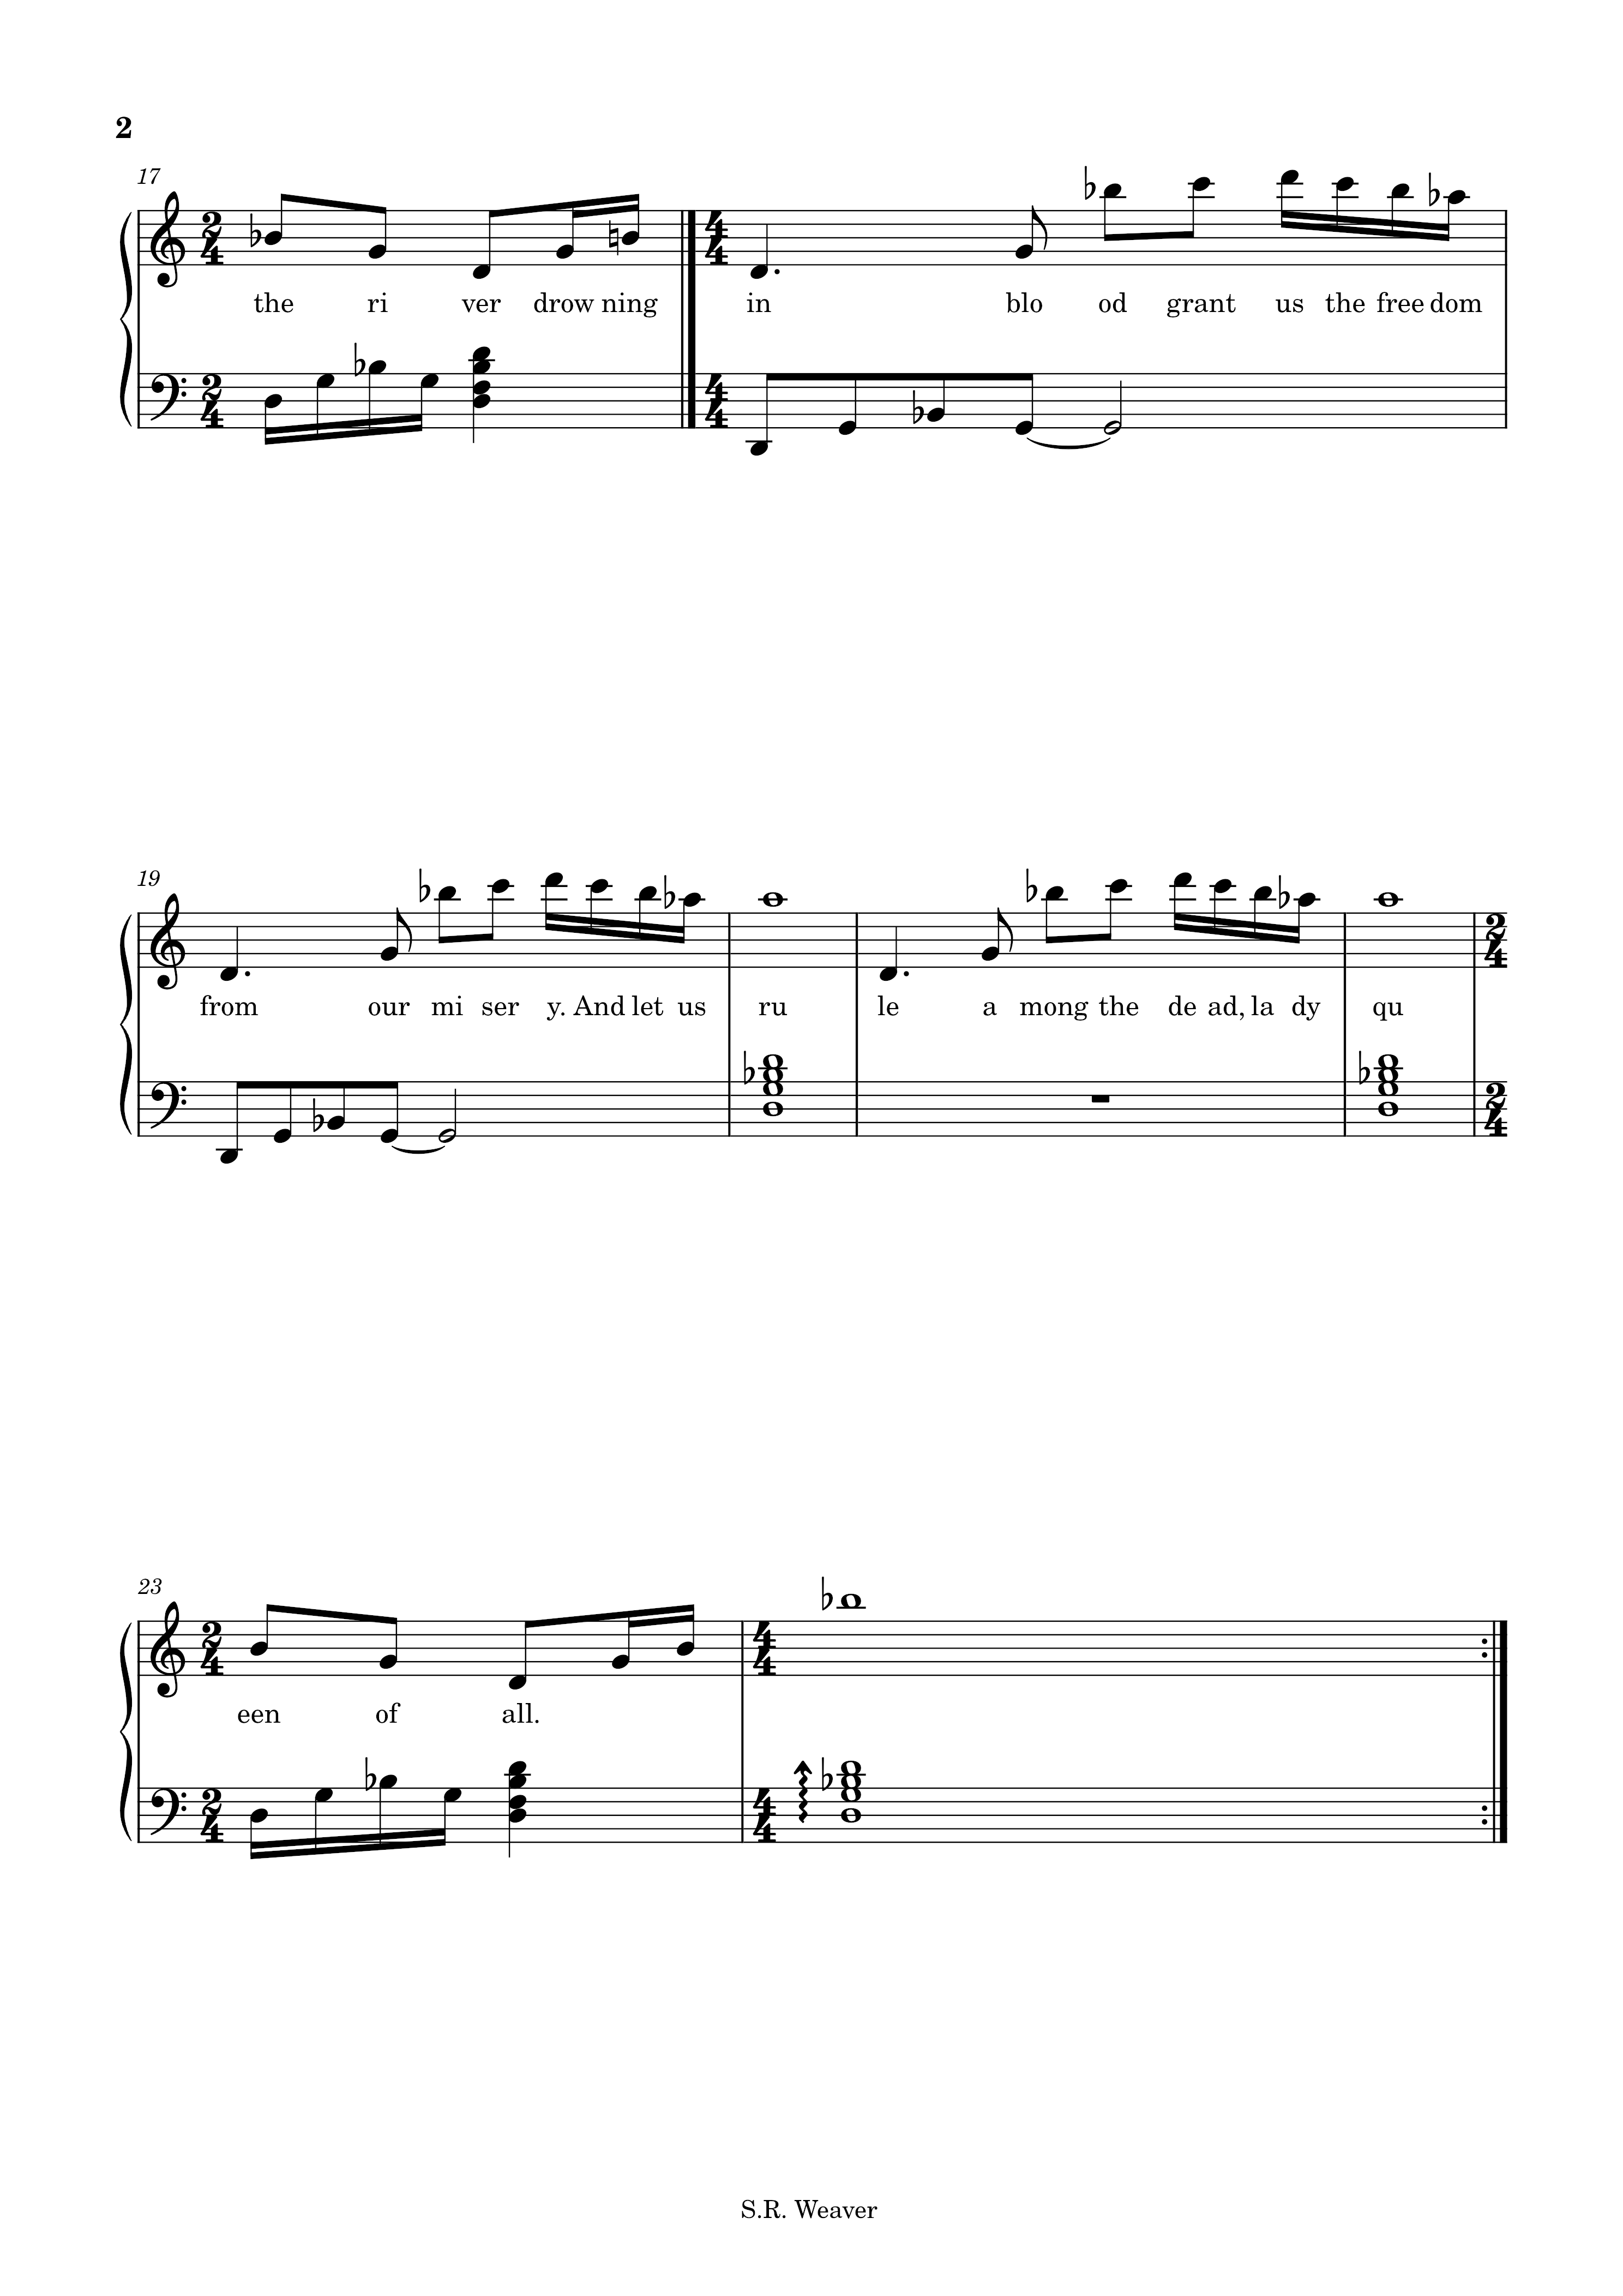 2
17
the ri ver drow ning in blo od grant us the free dom
19
from our mi ser y. And let us ru le a mong the de ad, la dy qu
23
een of all.
S.R. Weaver